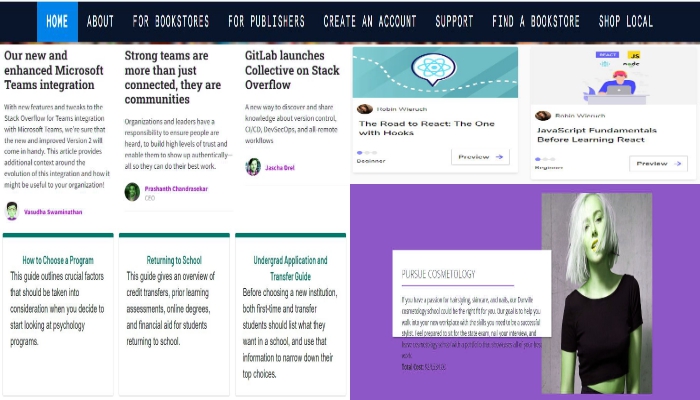 HOME ABOUT FOR BOOKSTORES FOR PUBLISHERS CREATE AN ACCOUNT SUPPORT FIND A BOOKSTORE SHOP LOCAL
Our new and
enhanced Microsoft
Teams integration
With new features and tweaks to the
Stack Overflow for Teams integration
with Microsoft Teams, we're sure that
the new and improved Version 2 will
come in handy. This article provides
additional context around the
evolution of this integration and how it
might be useful to your organization!
Vasudha Swaminathan
Strong teams are
more than just
connected, they are
communities
Organizations and leaders have a
responsibility to ensure people are
heard, to build high levels of trust and
enable them to show up authentically—
all so they can do their best work.
Prashanth Chandrasekar
CEO
GitLab launches
Collective on Stack
Overflow
A new way to discover and share
knowledge about version control,
CI/CD, DevSecOps, and all-remote
workflows
Jascha Drel
Robin Wieruch
The Road to React: The One
with Hooks
Beginner
Preview
REACT
JS
node
Robin Wieruch
JavaScript Fundamentals
Before Learning React
Beginner
Preview
How to Choose a Program
This guide outlines crucial factors
that should be taken into
consideration when you decide to
start looking at psychology
programs.
Returning to School
This guide gives an overview of
credit transfers, prior learning
assessments, online degrees,
and financial aid for students
returning to school.
Undergrad Application and
Transfer Guide
Before choosing a new institution,
both first-time and transfer
students should list what they
want in a school, and use that
information to narrow down their
top choices.
PURSUE COSMETOLOGY
If you have a passion for hairstyling, skincare, and nails, our Danville
cosmetology school could be the right fit for you. Our goal is to help you
walk into your new workplace with the skills you need to be a successful
stylist. Feel prepared to sit for the state exam, nail your interview, and
leave cosmetology school with a portfolio that showcases all of your best
work.
Total Cost: